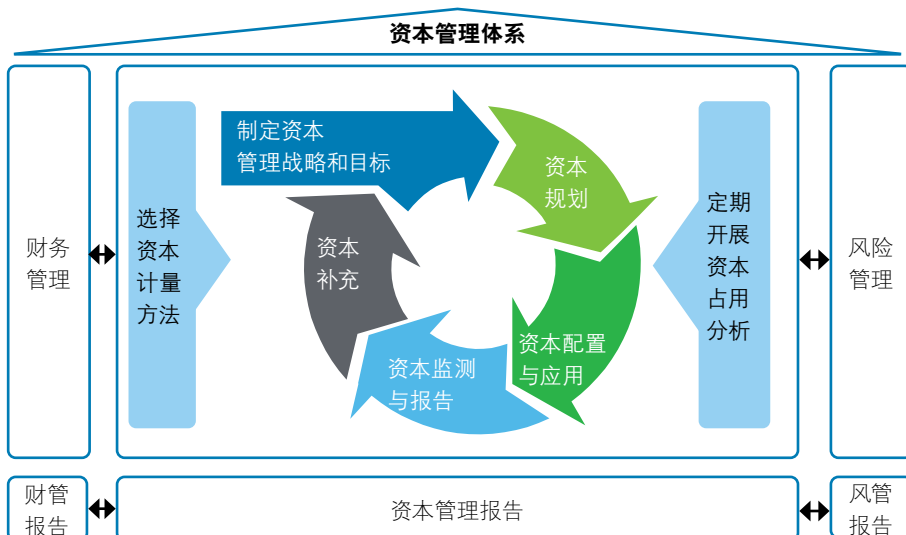 资本管理体系
财务
管理
选择
资本
计量
方法
制定资本
管理战略和目标
资本
规划
资本配置
与应用
资本监测
与报告
资本
补充
定期
开展
资本
占用
分析
风险
管理
财管
报告
资本管理报告
风管
报告